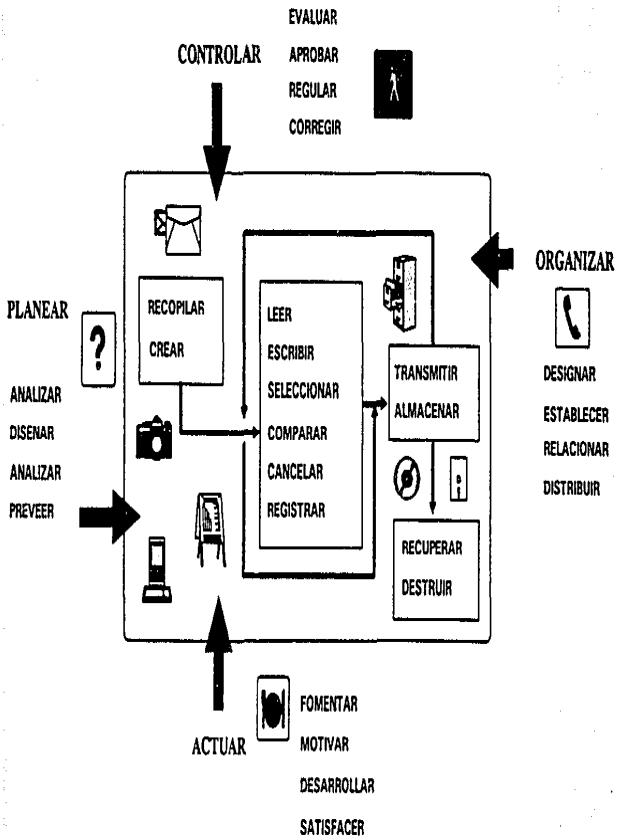 EVALUAR
CONTROLAR
APROBAR
REGULAR
CORREGIR
ORGANIZAR
DESIGNAR
ESTABLECER
RELACIONAR
DISTRIBUIR
PLANEAR
?
ANALIZAR
DISENAR
ANALIZAR
PREVEER
RECOPILAR
CREAR
LEER
ESCRIBIR
SELECCIONAR
COMPARAR
CANCELAR
REGISTRAR
TRANSMITIR
ALMACENAR
RECUPERAR
DESTRUIR
ACTUAR
FOMENTAR
MOTIVAR
DESARROLLAR
SATISFACER